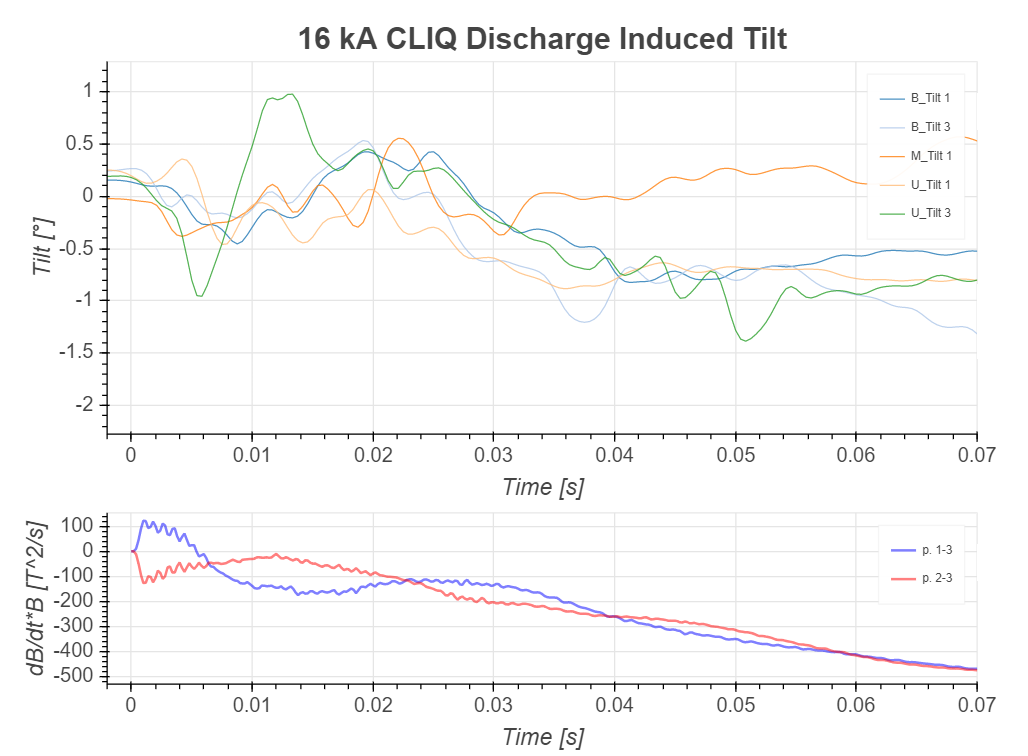 16 kA CLIQ Discharge Induced Tilt
Tilt [°]
1
0.5
0
-0.5
-1
-1.5
-2
B_Tilt 1
B_Tilt 3
M_Tilt 1
U_Tilt 1
U_Tilt 3
0 0.01 0.02 0.03 0.04 0.05 0.06 0.07
Time [s]
dB/dt*B [T^2/s]
100
0
-100
-200
-300
-400
-500
p. 1-3
p. 2-3
0 0.01 0.02 0.03 0.04 0.05 0.06 0.07
Time [s]